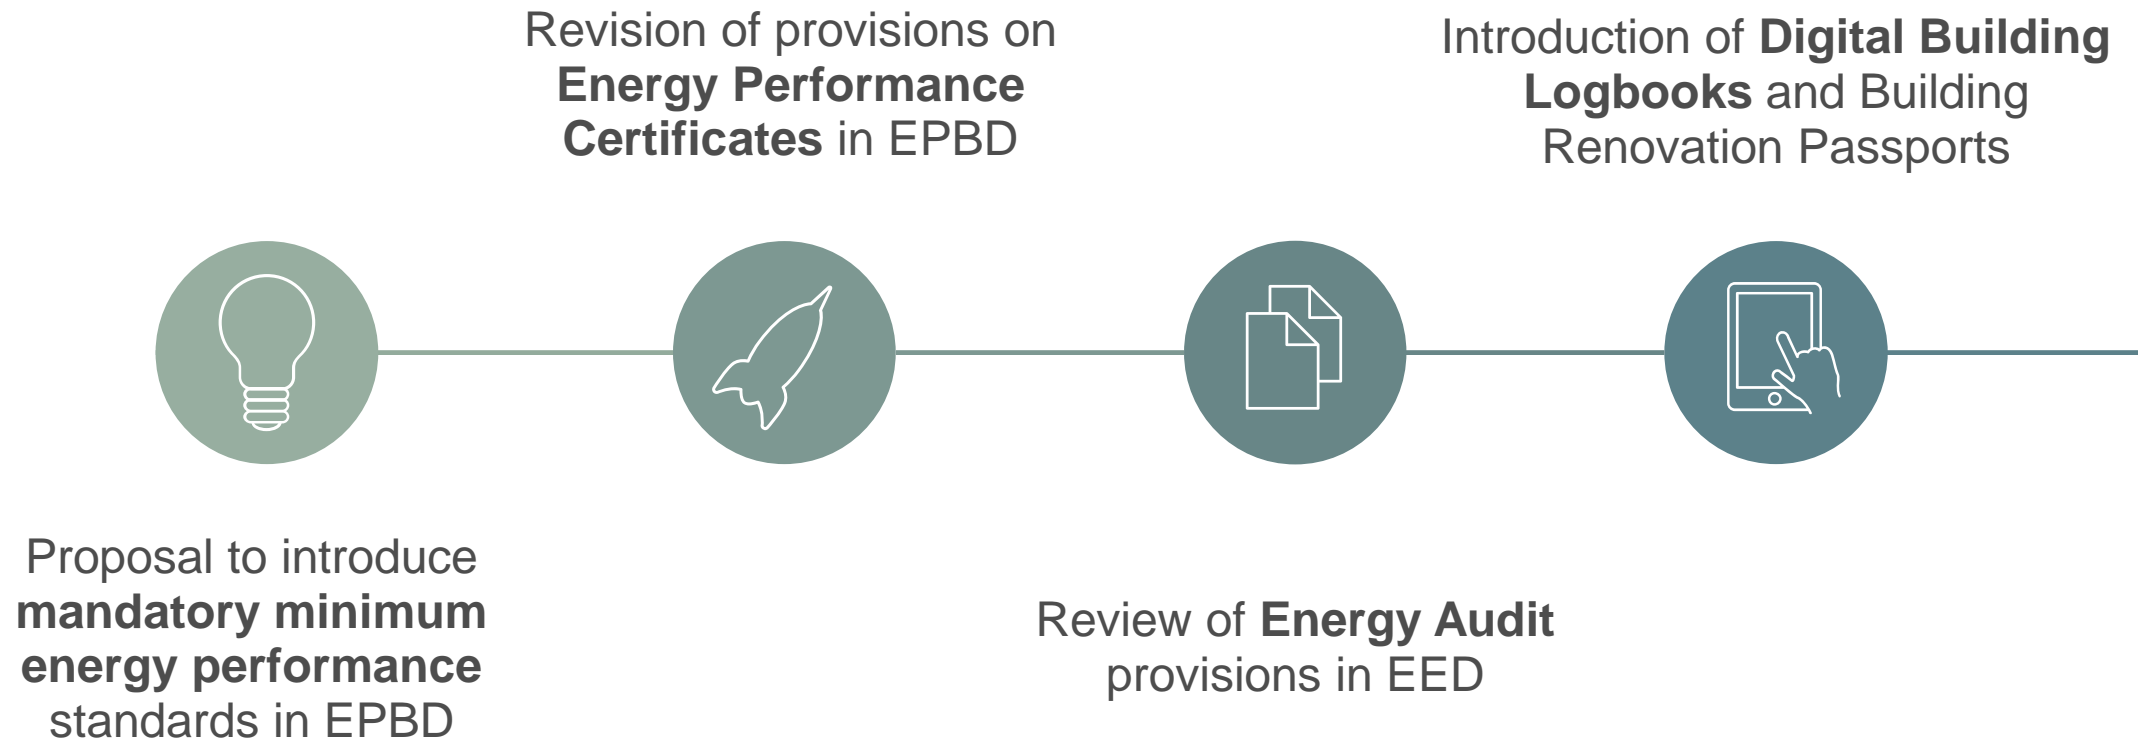 Revision of provisions on
Energy Performance
Certificates in EPBD
Introduction of Digital Building
Logbooks and Building
Renovation Passports
Proposal to introduce
mandatory minimum
energy performance
standards in EPBD
Review of Energy Audit
provisions in EED